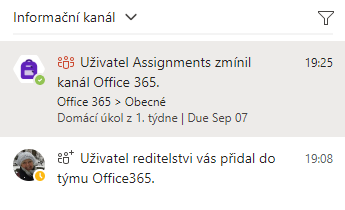 Informační kanál
Uživatel Assignments zmínil 19:25
kanál Office 365.
Office 365 > Obecné
Domácí úkol z 1. týdne | Due Sep 07
Uživatel reditelstvi vás přidal do 19:08
týmu Office365.